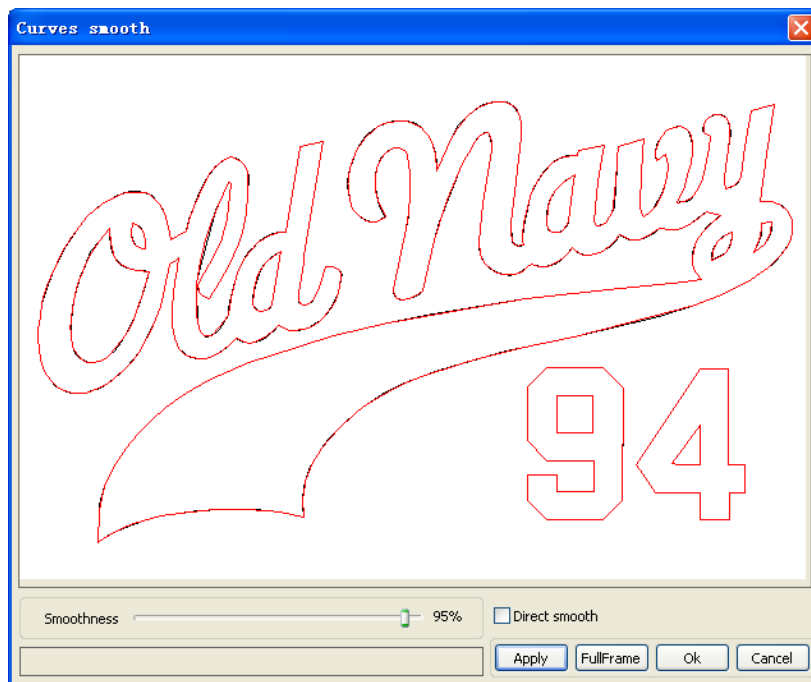 Curves smooth
Old Navy
94
Smoothness 95% Direct smooth
Apply FullFrame Ok Cancel